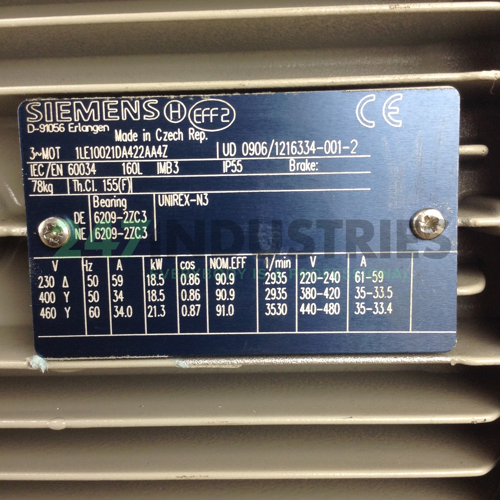 SIEMENS H EFF2 CE
D-91056 Erlangen
Made in Czech Rep.
3~MOT 1LE10021DA422AA4Z UD 0906/1216334-001-2
IEC/EN 60034 160L IMB3 IP55 Brake:
78kg Th.Cl. 155(F)
Bearing UNIREX-N3
DE 6209-2ZC3
NE 6209-2ZC3
247 INDUSTRIES
V Hz A kW cos NOM.EFF 1/min V A
230 Δ 50 59 18.5 0.86 90.9 2935 220-240 61-59
400 Y 50 34 18.5 0.86 90.9 2935 380-420 35-33.5
460 Y 60 34.0 21.3 0.87 91.0 3530 440-480 35-33.4